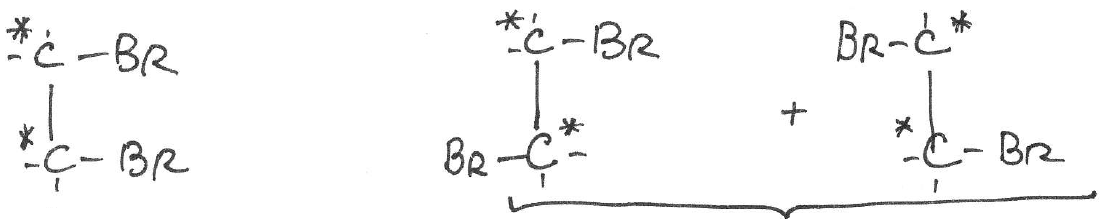 * C - BR * C - BR BR - C *
+
* C - BR BR - C * * C - BR